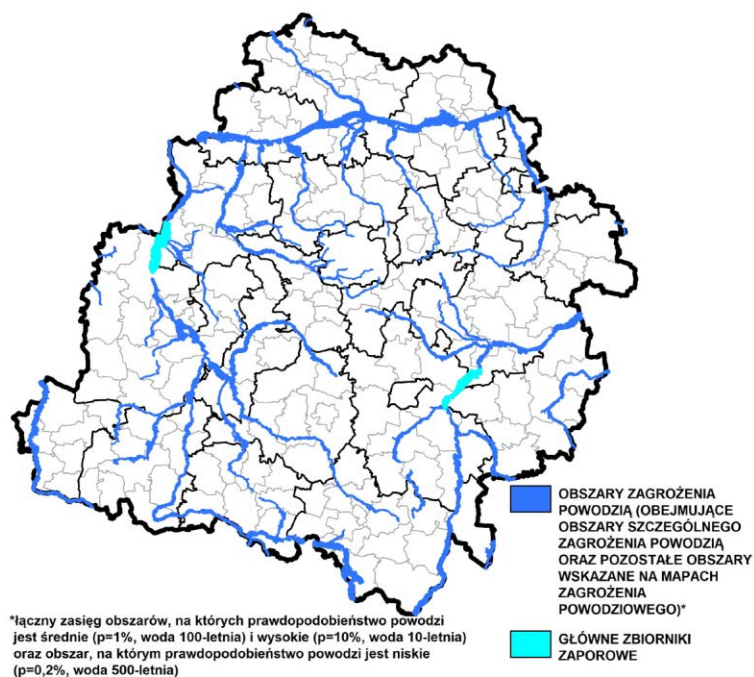 OBSZARY ZAGROŻENIA
POWODZIĄ (OBEJMUJĄCE
OBSZARY SZCZEGÓLNEGO
ZAGROŻENIA POWODZIĄ
ORAZ POZOSTAŁE OBSZARY
WSKAZANE NA MAPACH
ZAGROŻENIA
POWODZIOWEGO)*
GŁÓWNE ZBIORNIKI
ZAPOROWE
*łączny zasięg obszarów, na których prawdopodobieństwo powodzi
jest średnie (p=1%, woda 100-letnia) i wysokie (p=10%, woda 10-letnia)
oraz obszar, na którym prawdopodobieństwo powodzi jest niskie
(p=0,2%, woda 500-letnia)